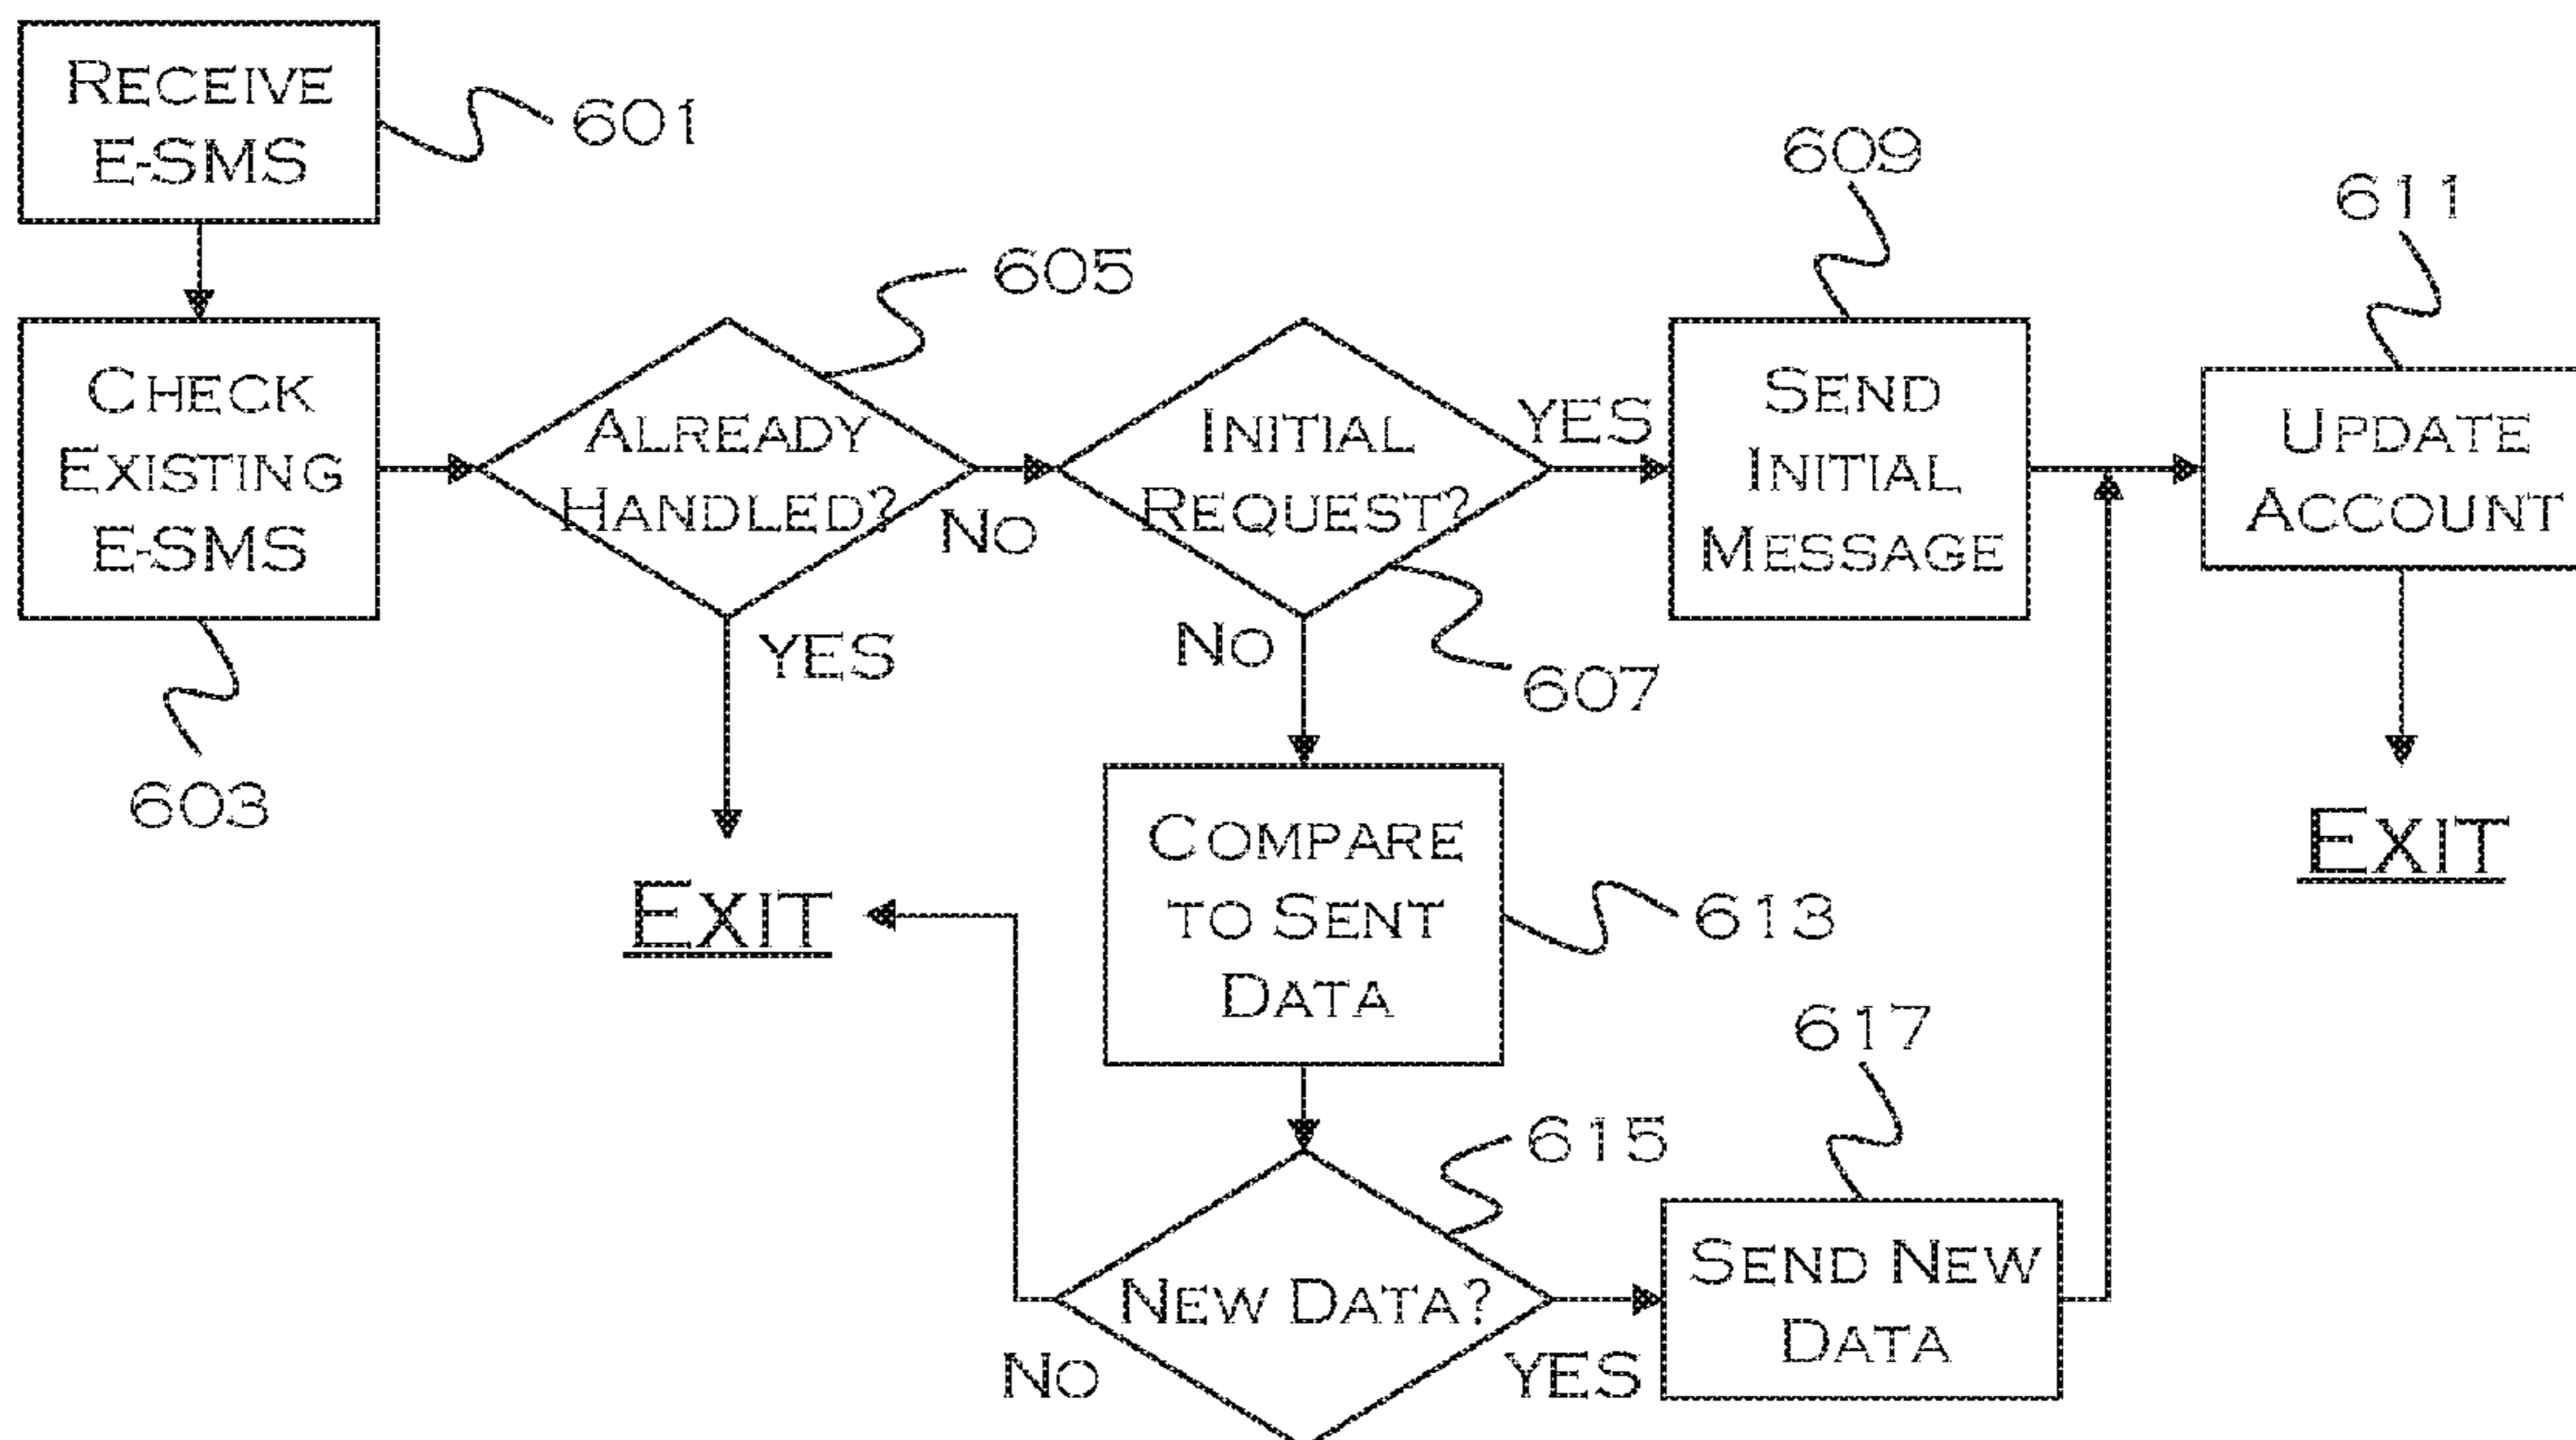 RECEIVE
E-SMS
601
CHECK
EXISTING
E-SMS
603
ALREADY
HANDLED?
605
NO
YES
EXIT
INITIAL
REQUEST?
607
YES
NO
SEND
INITIAL
MESSAGE
609
UPDATE
ACCOUNT
611
EXIT
COMPARE
TO SENT
DATA
613
NEW DATA?
615
NO
YES
SEND NEW
DATA
617